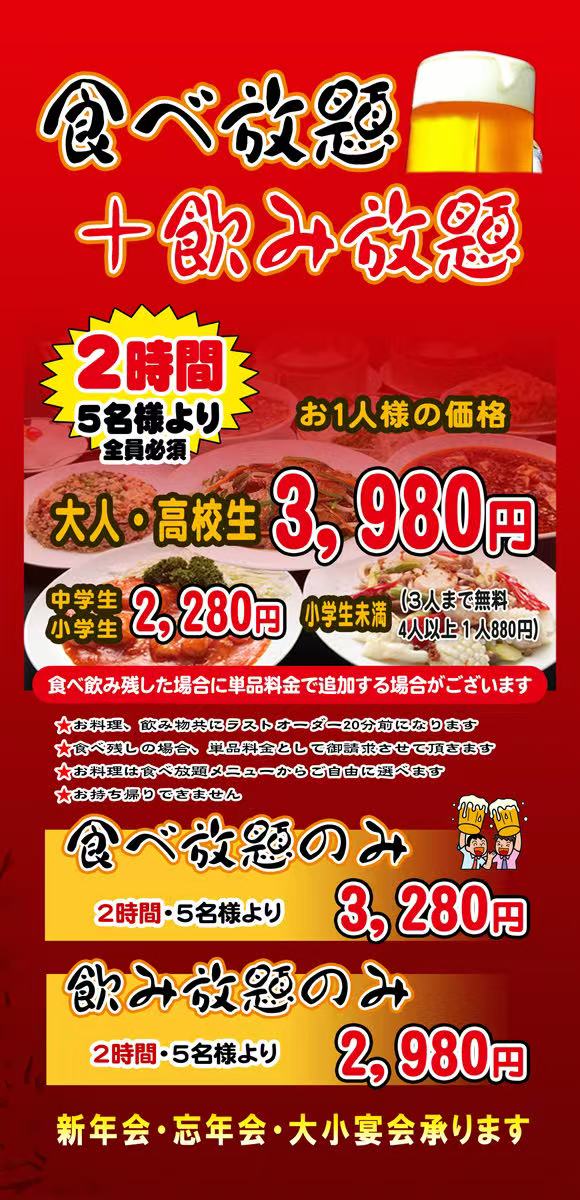 食べ放題
+飲み放題
2時間
5名様より
全員必須
お1人様の価格
大人・高校生 3,980円
中学生
小学生
2,280円
小学生未満
(3人まで無料
4人以上1人880円)
食べ飲み残した場合に単品料金で追加する場合がございます
★お料理、飲み物共にラストオーダー20分前になります
★食べ残しの場合、単品料金として御請求させて頂きます
★お料理は食べ放題メニューからご自由に選べます
★お持ち帰りできません
食べ放題のみ
2時間・5名様より 3,280円
飲み放題のみ
2時間・5名様より 2,980円
新年会・忘年会・大小宴会承ります